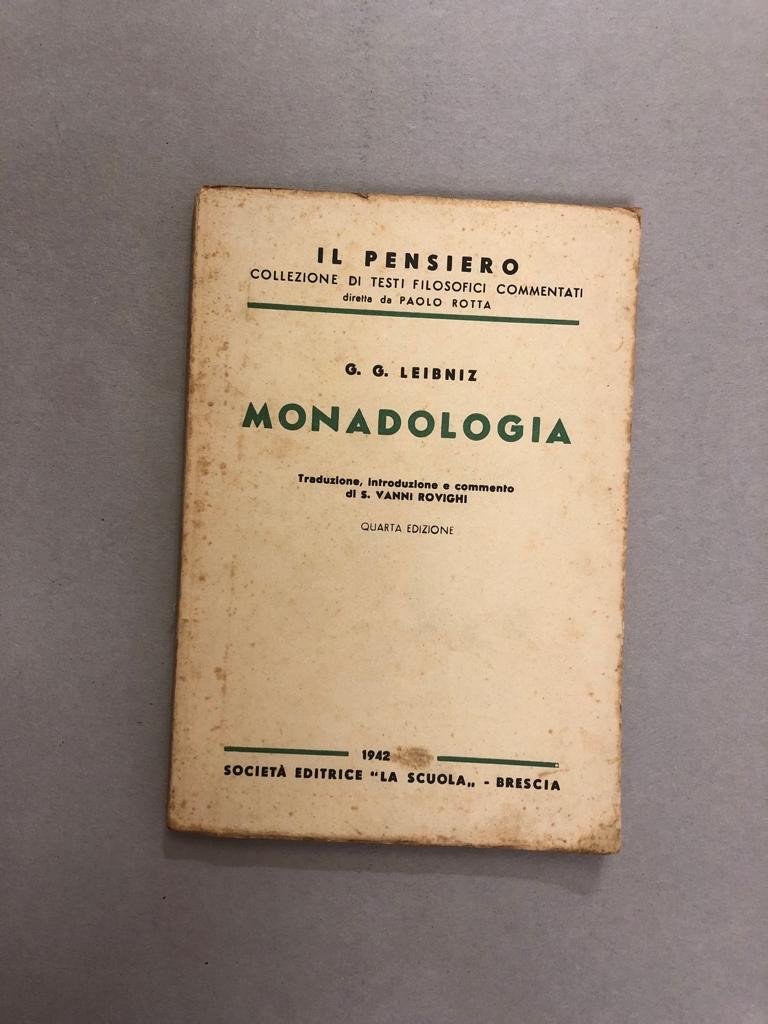 IL PENSIERO
COLLEZIONE DI TESTI FILOSOFICI COMMENTATI
diretta da PAOLO ROTTA
G. G. LEIBNIZ
MONADOLOGIA
Traduzione, introduzione e commento
di S. VANNI ROVIGHI
QUARTA EDIZIONE
1942
SOCIETÀ EDITRICE "LA SCUOLA„ - BRESCIA